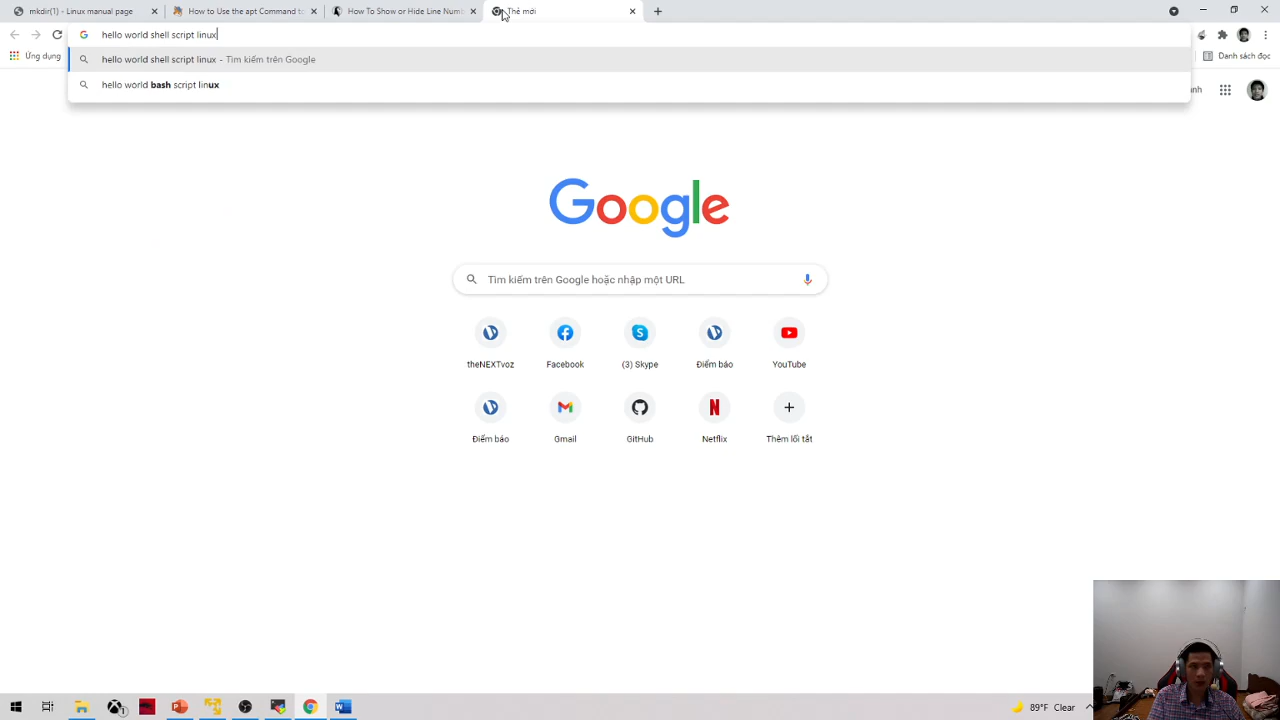 mkdir(1) - Linux manual page
How to Use the apt Command to
How To Show or Hide Line Numb
Thẻ mới
hello world shell script linux
Ứng dụng
Danh sách đọc
hello world shell script linux - Tìm kiếm trên Google
hello world bash script linux
Google
Tìm kiếm trên Google hoặc nhập một URL
theNEXTvoz
Facebook
(3) Skype
Điểm báo
YouTube
Điểm báo
Gmail
GitHub
Netflix
Thêm lối tắt
89°F Clear